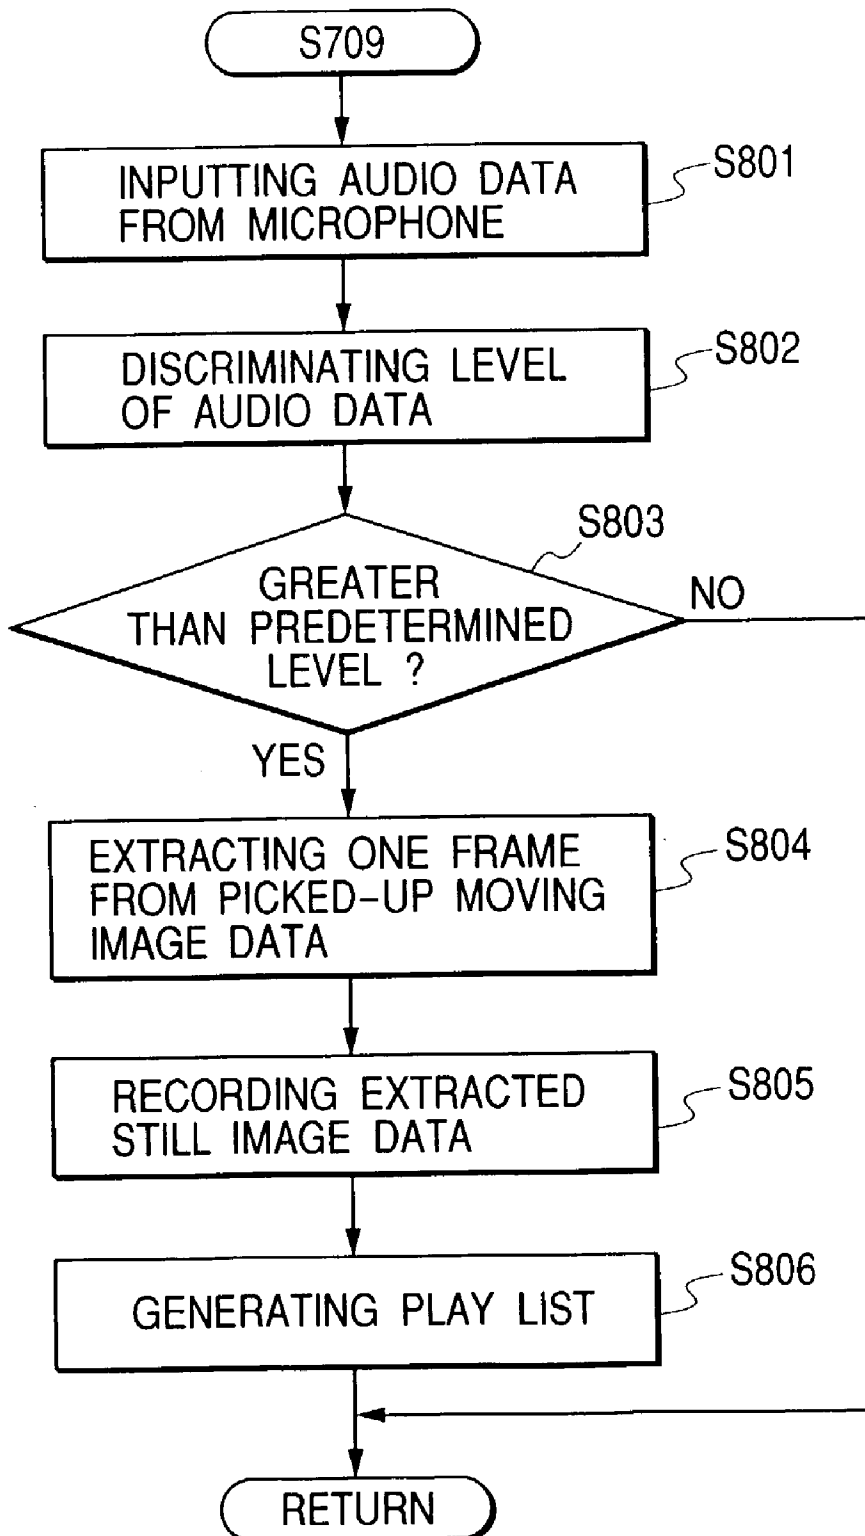 S709
INPUTTING AUDIO DATA
FROM MICROPHONE
S801
DISCRIMINATING LEVEL
OF AUDIO DATA
S802
S803
GREATER
THAN PREDETERMINED
LEVEL ?
NO
YES
EXTRACTING ONE FRAME
FROM PICKED-UP MOVING
IMAGE DATA
S804
RECORDING EXTRACTED
STILL IMAGE DATA
S805
GENERATING PLAY LIST
S806
RETURN